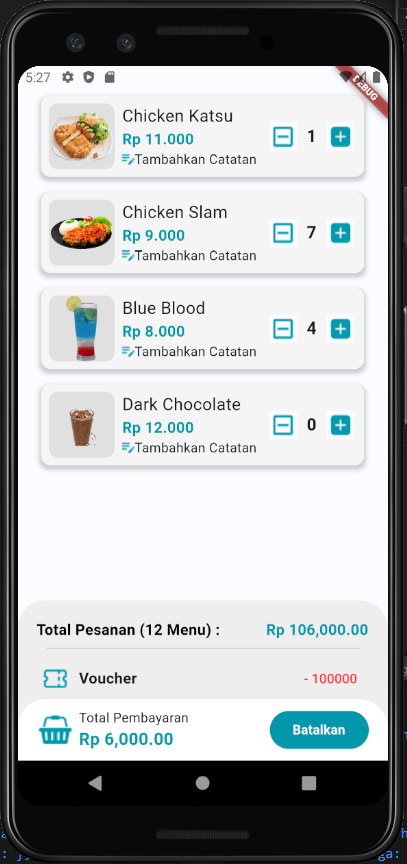 5:27
DEBUG
Chicken Katsu
Rp 11.000
Tambahkan Catatan
1
Chicken Slam
Rp 9.000
Tambahkan Catatan
7
Blue Blood
Rp 8.000
Tambahkan Catatan
4
Dark Chocolate
Rp 12.000
Tambahkan Catatan
0
Total Pesanan (12 Menu) : Rp 106,000.00
Voucher - 100000
Total Pembayaran
Rp 6,000.00
Batalkan